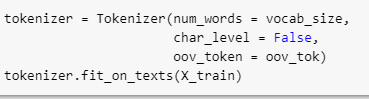 tokenizer = Tokenizer(num_words = vocab_size,
char_level = False,
oov_token = oov_tok)
tokenizer.fit_on_texts(X_train)